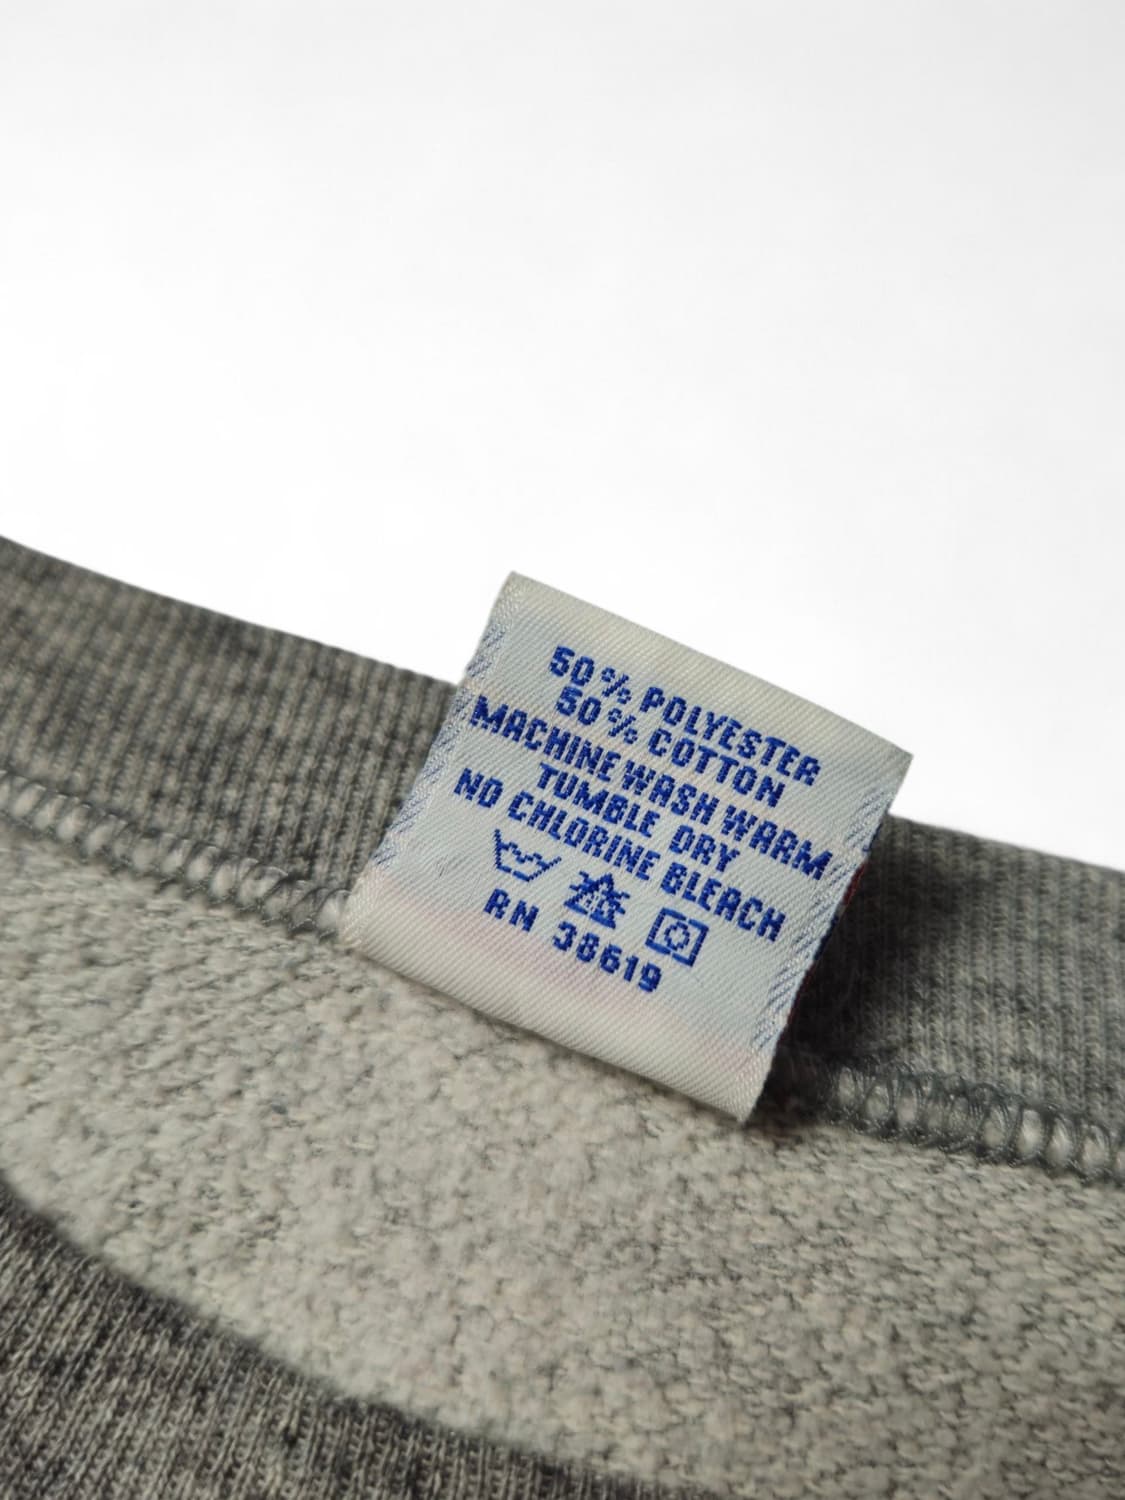 50% POLYESTER
50% COTTON
MACHINE WASH WARM
TUMBLE DRY
NO CHLORINE BLEACH
RN 38619